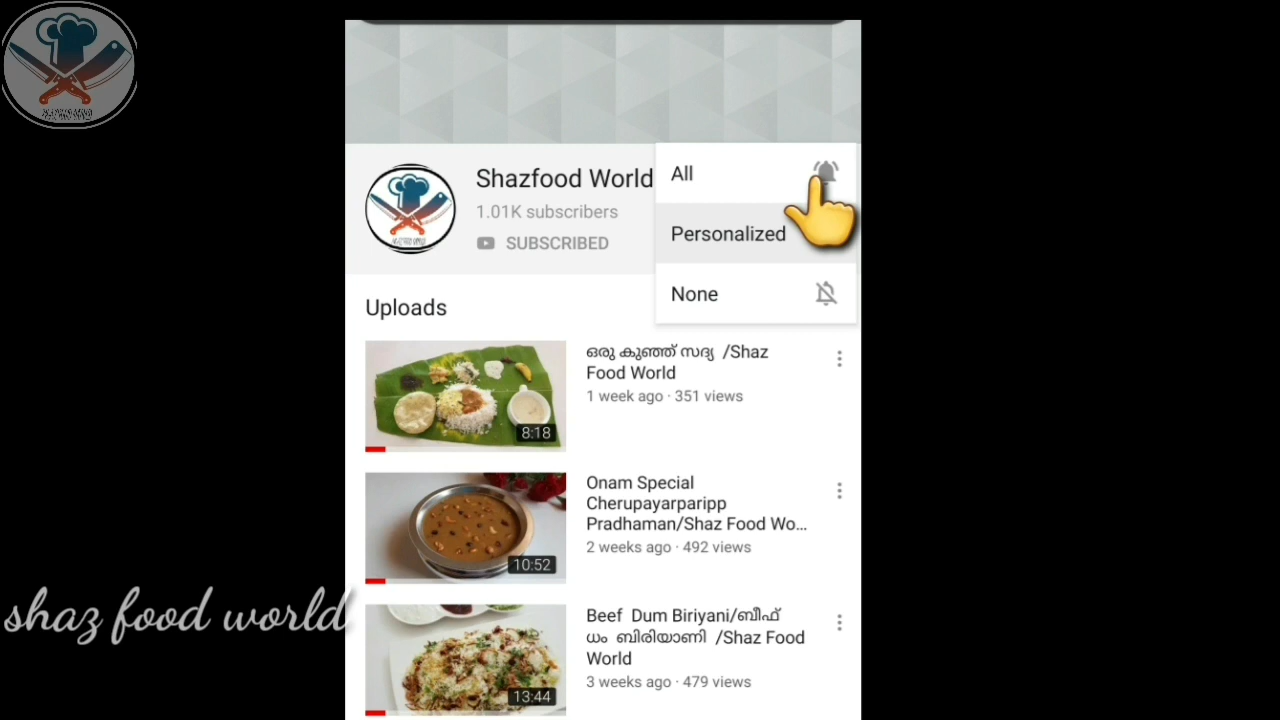 Shazfood World
1.01K subscribers
SUBSCRIBED
All
Personalized
None
Uploads
8:18
ഒരു കുഞ്ഞ് സദ്യ /Shaz
Food World
1 week ago · 351 views
10:52
Onam Special
Cherupayarparipp
Pradhaman/Shaz Food Wo...
2 weeks ago · 492 views
13:44
Beef Dum Biriyani/ബീഫ്
ധം ബിരിയാണി /Shaz Food
World
3 weeks ago · 479 views
shaz food world